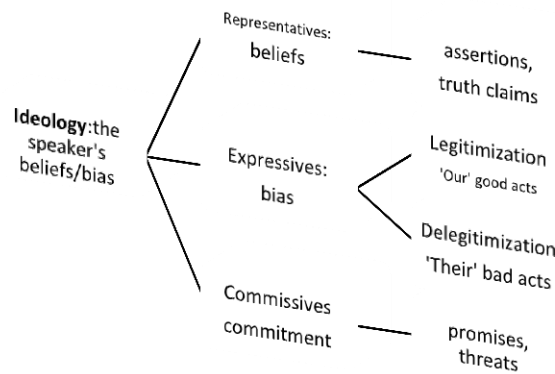 Ideology:the
speaker's
beliefs/bias
Representatives:
beliefs
assertions,
truth claims
Expressives:
bias
Legitimization
'Our' good acts
Delegitimization
'Their' bad acts
Commissives
commitment
promises,
threats